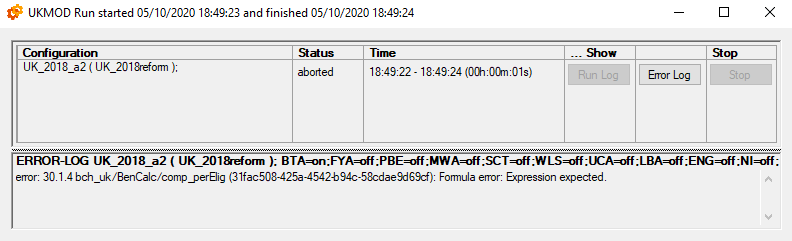 UKMOD Run started 05/10/2020 18:49:23 and finished 05/10/2020 18:49:24
Configuration Status Time ... Show Stop
UK_2018_a2 ( UK_2018reform ); aborted 18:49:22 - 18:49:24 (00h:00m:01s) Run Log Error Log Stop
ERROR-LOG UK_2018_a2 ( UK_2018reform ); BTA=on;FYA=off;PBE=off;MWA=off;SCT=off;WLS=off;UCA=off;LBA=off;ENG=off;NI=off;
error: 30.1.4 bch_uk/BenCalc/comp_perElig (31fac508-425a-4542-b94c-58cdae9d69cf): Formula error: Expression expected.